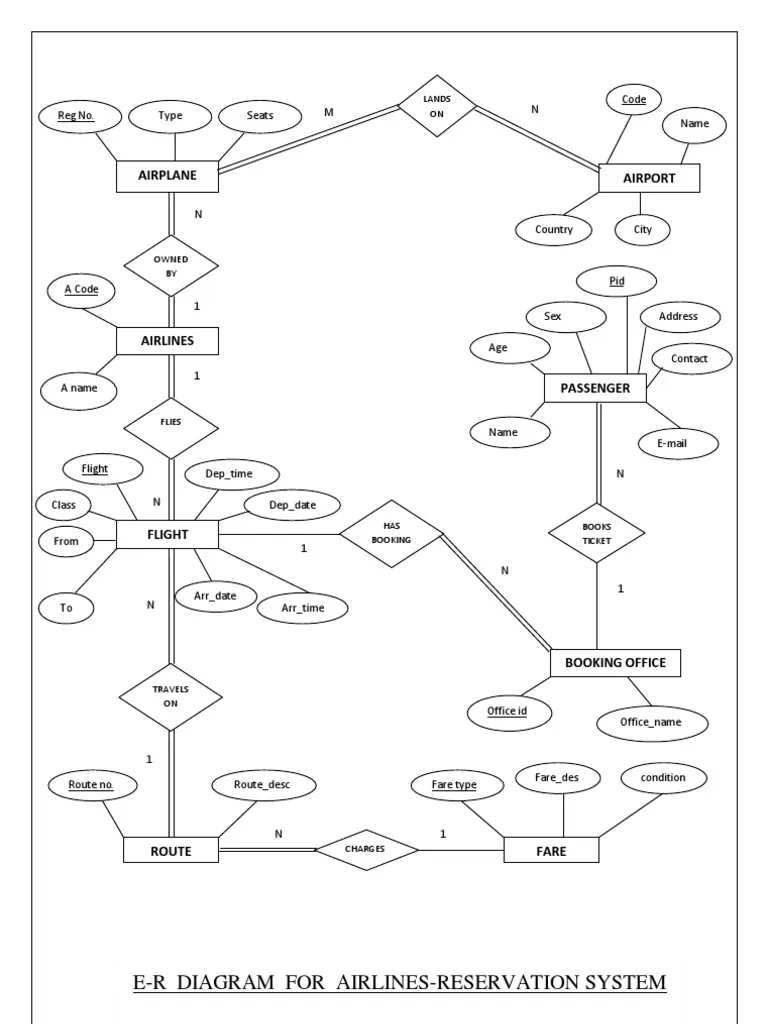 LANDS
ON
M
N
Reg No.
Type
Seats
Code
Name
AIRPLANE
AIRPORT
Country
City
N
OWNED
BY
1
A Code
A name
AIRLINES
1
FLIES
N
Pid
Sex
Address
Age
Contact
PASSENGER
Name
E-mail
N
BOOKS
TICKET
1
Flight
Dep_time
Class
Dep_date
From
FLIGHT
To
Arr_date
Arr_time
1
HAS
BOOKING
N
N
TRAVELS
ON
1
BOOKING OFFICE
Office id
Office_name
Route no.
Route_desc
Fare type
Fare_des
condition
ROUTE
N
CHARGES
1
FARE
E-R DIAGRAM FOR AIRLINES-RESERVATION SYSTEM